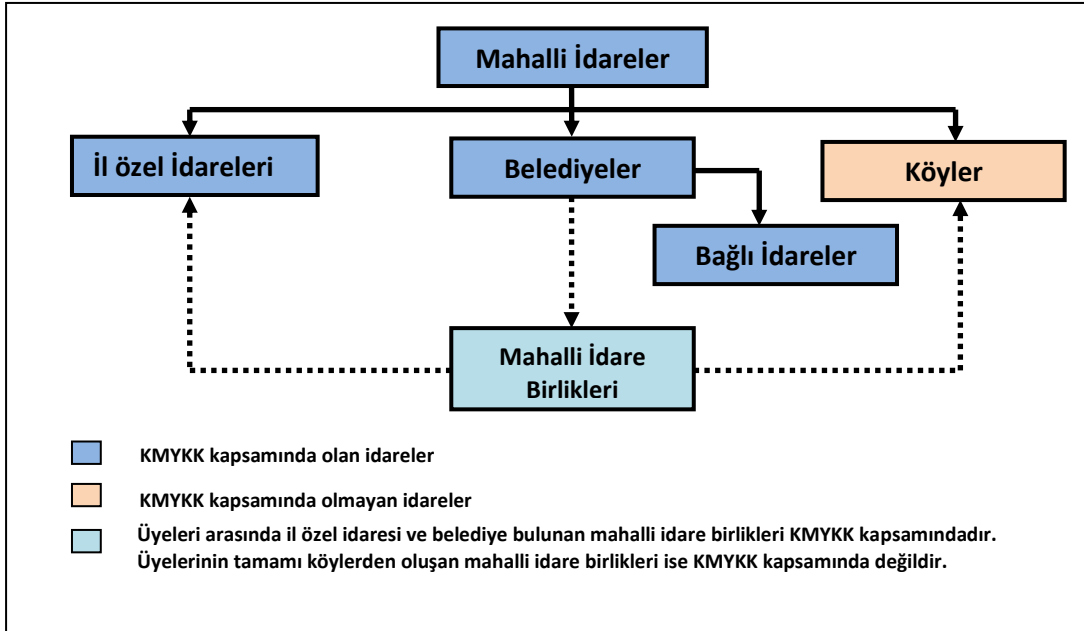 Mahalli İdareler
İl özel İdareleri
Belediyeler
Köyler
Bağlı İdareler
Mahalli İdare
Birlikleri
KMYKK kapsamında olan idareler
KMYKK kapsamında olmayan idareler
Üyeleri arasında il özel idaresi ve belediye bulunan mahalli idare birlikleri KMYKK kapsamındadır.
Üyelerinin tamamı köylerden oluşan mahalli idare birlikleri ise KMYKK kapsamında değildir.